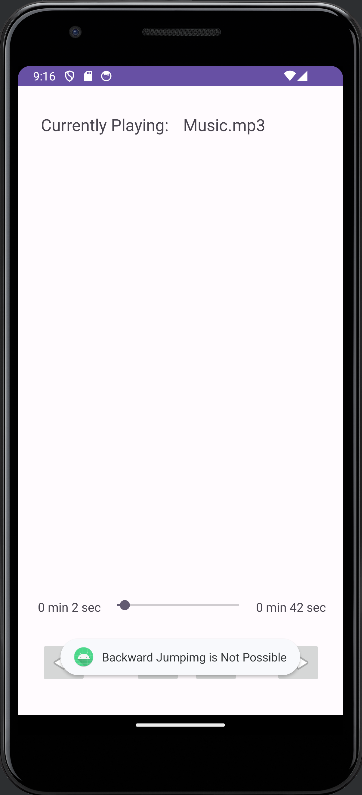 9:16
Currently Playing: Music.mp3
0 min 2 sec 0 min 42 sec
Backward Jumpimg is Not Possible